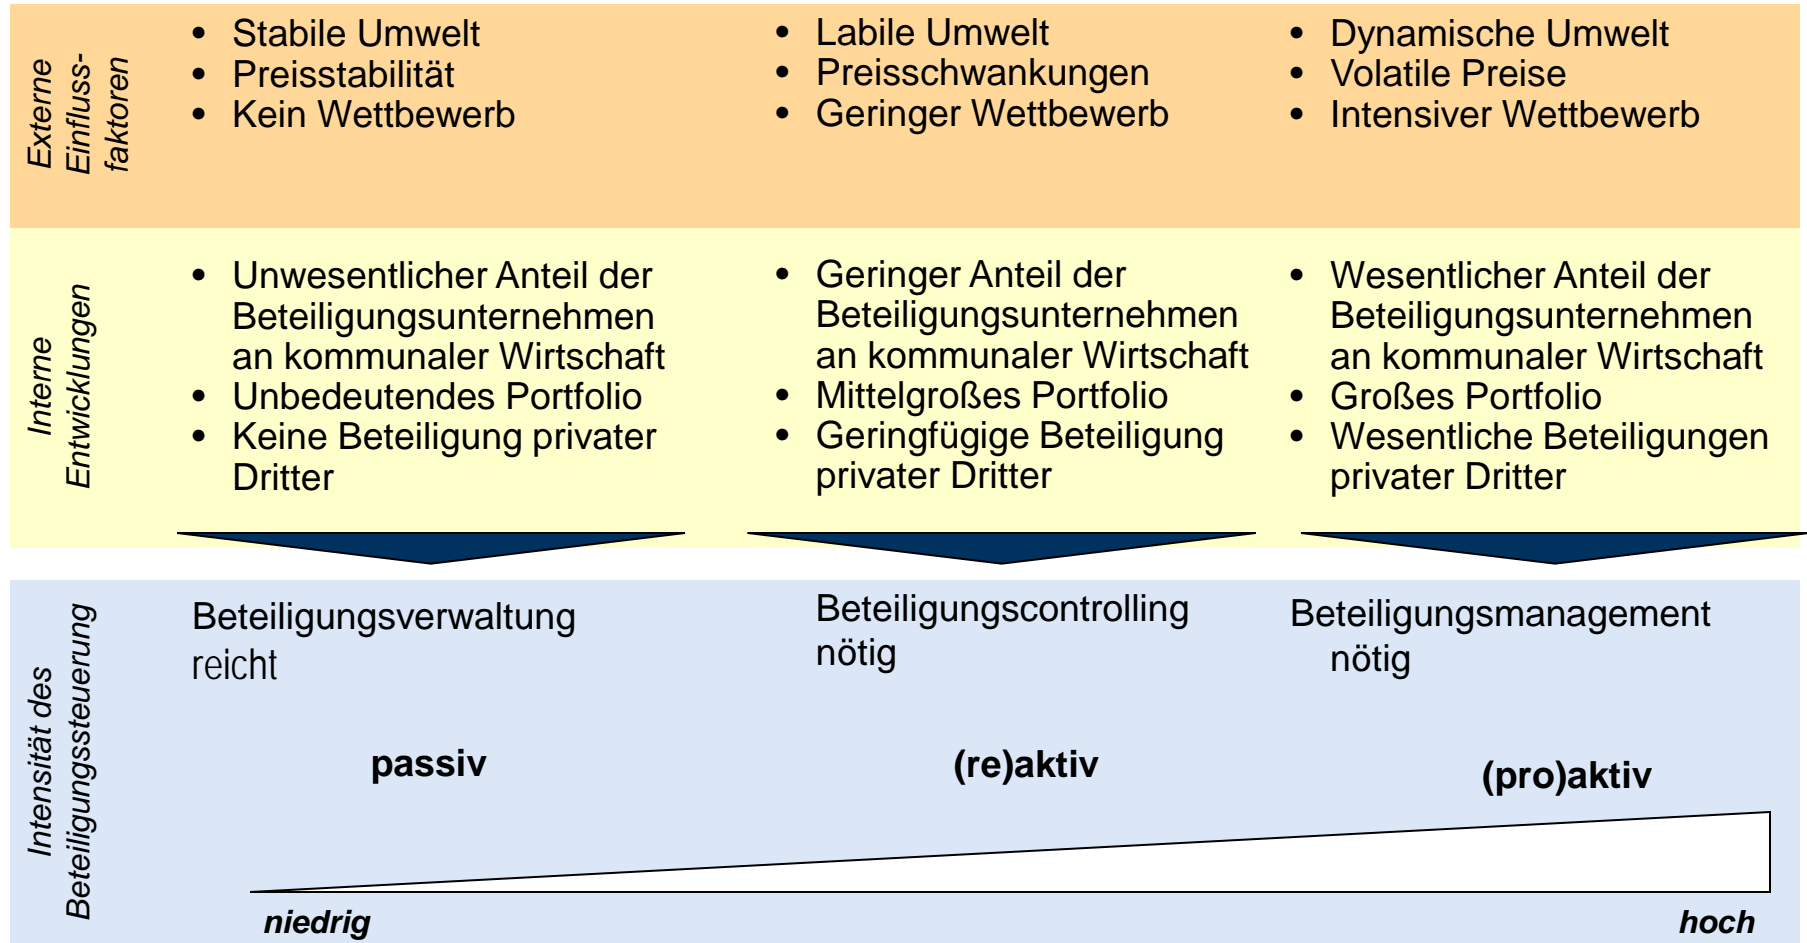 Externe
Einfluss-
faktoren
• Stabile Umwelt
• Preisstabilität
• Kein Wettbewerb
• Labile Umwelt
• Preisschwankungen
• Geringer Wettbewerb
• Dynamische Umwelt
• Volatile Preise
• Intensiver Wettbewerb
Interne
Entwicklungen
• Unwesentlicher Anteil der
Beteiligungsunternehmen
an kommunaler Wirtschaft
• Unbedeutendes Portfolio
• Keine Beteiligung privater
Dritter
• Geringer Anteil der
Beteiligungsunternehmen
an kommunaler Wirtschaft
• Mittelgroßes Portfolio
• Geringfügige Beteiligung
privater Dritter
• Wesentlicher Anteil der
Beteiligungsunternehmen
an kommunaler Wirtschaft
• Großes Portfolio
• Wesentliche Beteiligungen
privater Dritter
Intensität des
Beteiligungssteuerung
Beteiligungsverwaltung
reicht
Beteiligungscontrolling
nötig
Beteiligungsmanagement
nötig
passiv
(re)aktiv
(pro)aktiv
niedrig
hoch